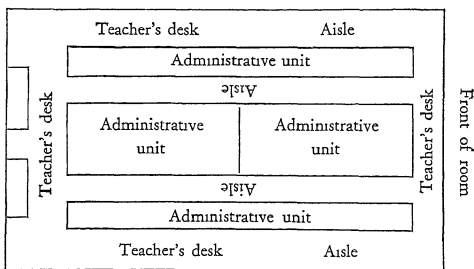 Teacher's desk Aisle
Administrative unit
Aisle
Administrative unit
Administrative unit
Teacher's desk
Teacher's desk
Front of room
Aisle
Administrative unit
Teacher's desk Aisle